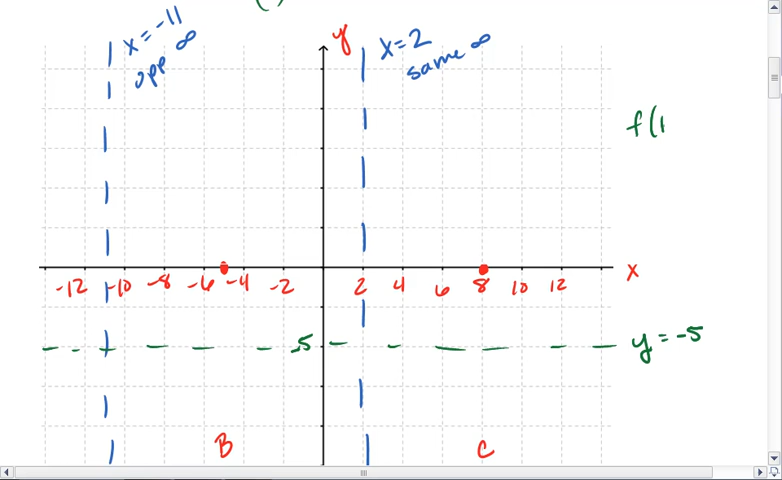 x = -11
opp ∞
y
x = 2
same ∞
f(1
-12 -10 -8 -6 -4 -2 2 4 6 8 10 12 x
-5 y = -5
B C